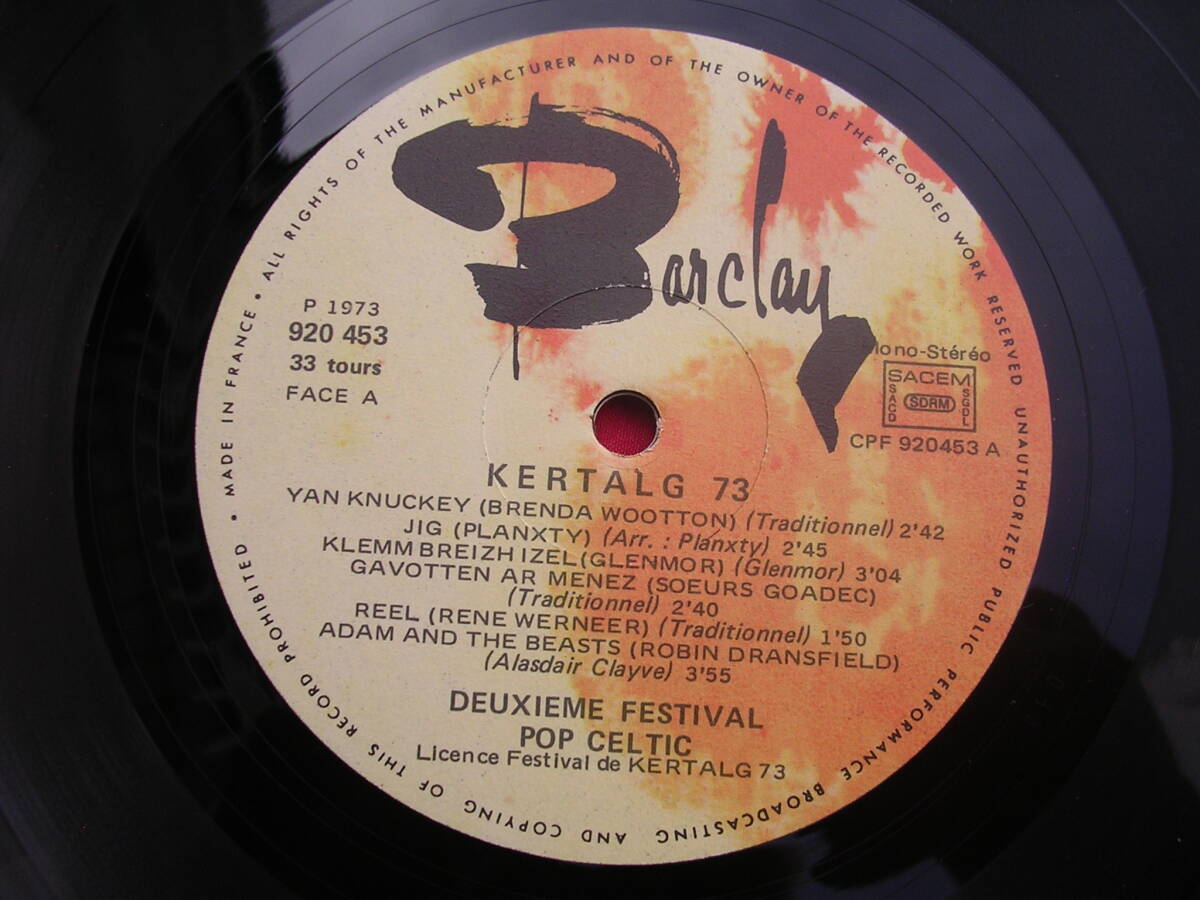 ALL RIGHTS OF THE MANUFACTURER AND OF THE OWNER OF THE RECORDED WORK RESERVED UNAUTHORIZED PUBLIC PERFORMANCE BROADCASTING AND COPYING OF THIS RECORD PROHIBITED • MADE IN FRANCE •
Barclay
P 1973
920 453
33 tours
FACE A
ono-Stéréo
SACEM
SACD
SDRM
SGDL
CPF 920453 A
KERTALG 73
YAN KNUCKEY (BRENDA WOOTTON) (Traditionnel) 2'42
JIG (PLANXTY) (Arr. : Planxty) 2'45
KLEMM BREIZH IZEL (GLENMOR) (Glenmor) 3'04
GAVOTTEN AR MENEZ (SOEURS GOADEC)
(Traditionnel) 2'40
REEL (RENE WERNEER) (Traditionnel) 1'50
ADAM AND THE BEASTS (ROBIN DRANSFIELD)
(Alasdair Clayve) 3'55
DEUXIEME FESTIVAL
POP CELTIC
Licence Festival de KERTALG 73